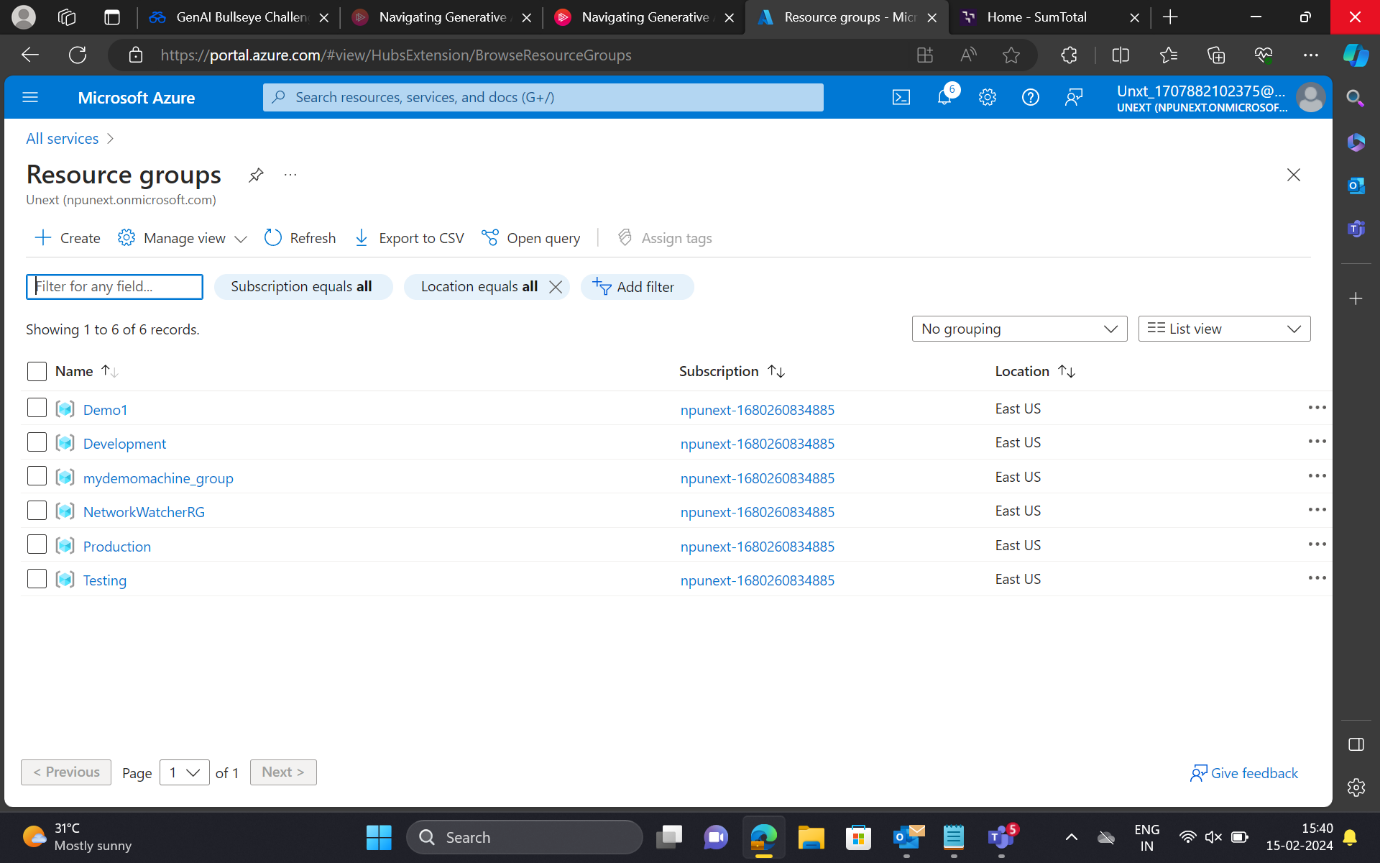 GenAI Bullseye Challen
Navigating Generative A
Navigating Generative A
Resource groups - Micr
Home - SumTotal
https://portal.azure.com/#view/HubsExtension/BrowseResourceGroups
Microsoft Azure
Search resources, services, and docs (G+/)
6
Unxt_1707882102375@...
UNEXT (NPUNEXT.ONMICROSOF...
All services >
Resource groups
...
Unext (npunext.onmicrosoft.com)
Create
Manage view
Refresh
Export to CSV
Open query
Assign tags
Filter for any field...
Subscription equals all
Location equals all
Add filter
Showing 1 to 6 of 6 records.
No grouping
List view
Name
Subscription
Location
Demo1 npunext-1680260834885 East US
Development npunext-1680260834885 East US
mydemomachine_group npunext-1680260834885 East US
NetworkWatcherRG npunext-1680260834885 East US
Production npunext-1680260834885 East US
Testing npunext-1680260834885 East US
< Previous Page 1 of 1 Next >
Give feedback
31°C
Mostly sunny
Search
5
ENG
IN
15:40
15-02-2024